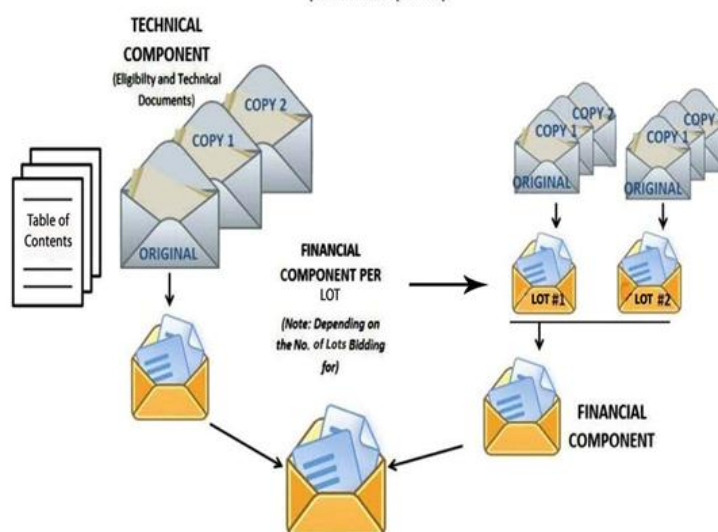 TECHNICAL
COMPONENT
(Eligibilty and Technical
Documents)
COPY 2
COPY 1
ORIGINAL
Table of
Contents
FINANCIAL
COMPONENT PER
LOT
(Note: Depending on
the No. of Lots Bidding
for)
COPY 2
COPY 1
ORIGINAL
COPY
COPY 1
ORIGINAL
LOT #1
LOT #2
FINANCIAL
COMPONENT